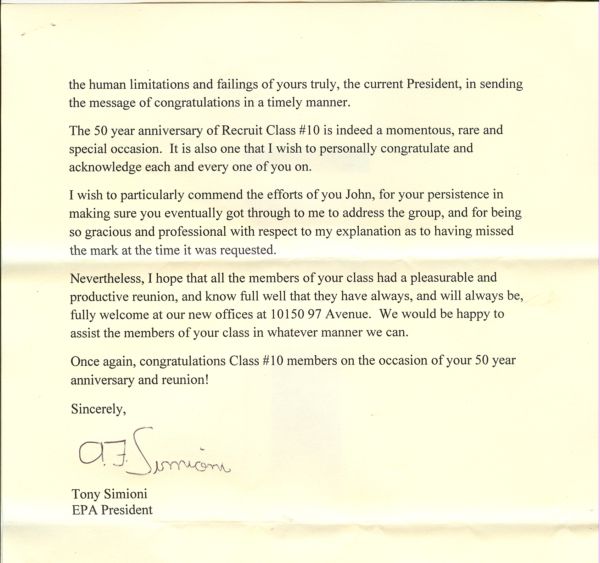 the human limitations and failings of yours truly, the current President, in sending
the message of congratulations in a timely manner.
The 50 year anniversary of Recruit Class #10 is indeed a momentous, rare and
special occasion.  It is also one that I wish to personally congratulate and
acknowledge each and every one of you on.
I wish to particularly commend the efforts of you John, for your persistence in
making sure you eventually got through to me to address the group, and for being
so gracious and professional with respect to my explanation as to having missed
the mark at the time it was requested.
Nevertheless, I hope that all the members of your class had a pleasurable and
productive reunion, and know full well that they have always, and will always be,
fully welcome at our new offices at 10150 97 Avenue.  We would be happy to
assist the members of your class in whatever manner we can.
Once again, congratulations Class #10 members on the occasion of your 50 year
anniversary and reunion!
Sincerely,
A.F. Simioni
Tony Simioni
EPA President